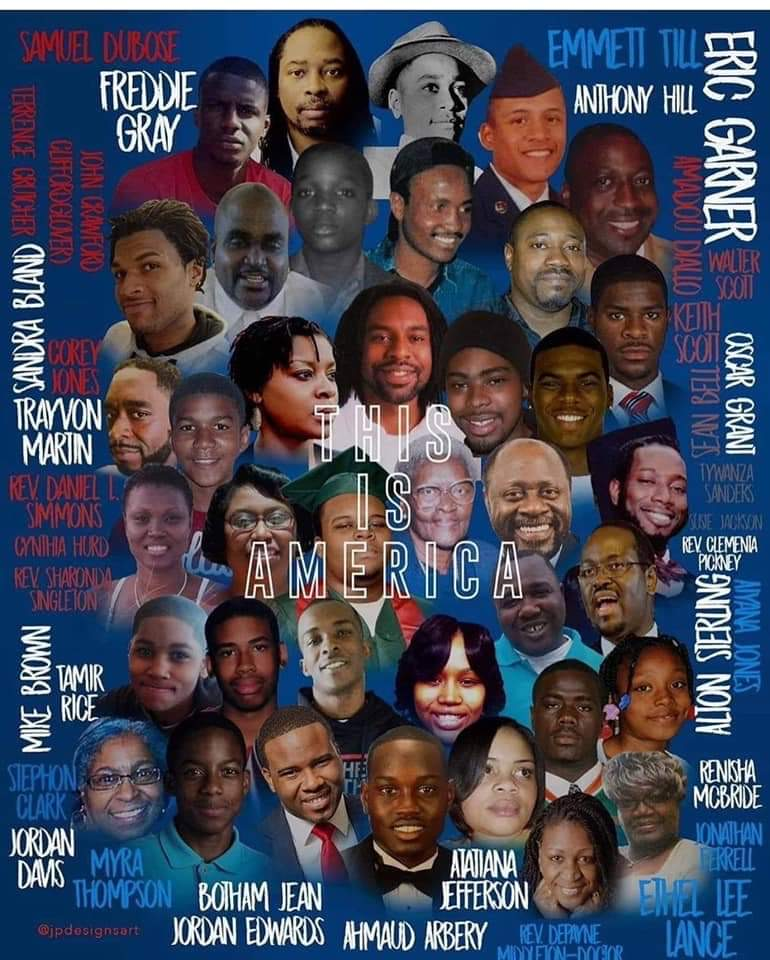 SAMUEL DUBOSE
EMMETT TILL
ERIC GARNER
FREDDIE
GRAY
ANTHONY HILL
TERRENCE CRUTCHER
CLIFFORDGLOVER
JOHN CRAWFORD
AMADOU DIALLO
WALTER
SCOTT
SANDRA BLAND
KEITH
SCOTT
OSCAR GRANT
COREY
JONES
SEAN BELL
TRAYVON
MARTIN
THIS
IS
AMERICA
REV. DANIEL L.
SIMMONS
TYWANZA
SANDERS
SUSIE JACKSON
CYNTHIA HURD
REV. CLEMENTA
PICKNEY
REV. SHARONDA
SINGLETON
ALTON STERLING
AIYANA JONES
MIKE BROWN
TAMIR
RICE
STEPHON
CLARK
RENISHA
MCBRIDE
JORDAN
DAVIS
MYRA
THOMPSON
JONATHAN
FERRELL
BOTHAM JEAN
ATATIANA
JEFFERSON
ETHEL LEE
LANCE
@jpdesignsart
JORDAN EDWARDS
AHMAUD ARBERY
REV. DEPAYNE
MIDDLETON-DOCTOR